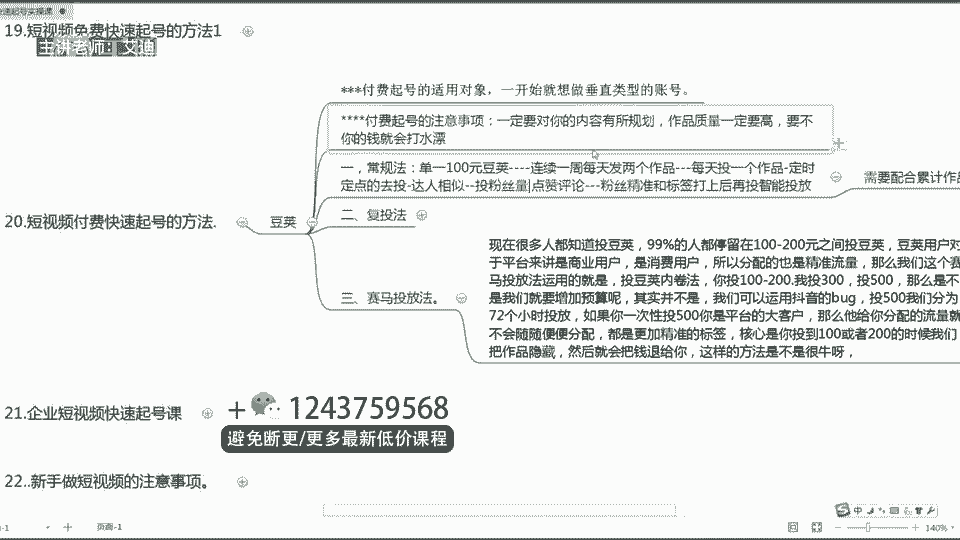 速起号实操课
19.短视频免费快速起号的方法1
主讲老师：艾迪
***付费起号的适用对象，一开始就想做垂直类型的账号。
****付费起号的注意事项：一定要对你的内容有所规划，作品质量一定要高，要不
你的钱就会打水漂
一，常规法：单一100元豆荚----连续一周每天发两个作品---每天投一个作品-定时
定点的去投-达人相似--投粉丝量|点赞评论---粉丝精准和标签打上后再投智能投放
需要配合累计作品
20.短视频付费快速起号的方法.
豆荚
二、复投法
三、赛马投放法。
现在很多人都知道投豆荚，99%的人都停留在100-200元之间投豆荚，豆荚用户对
于平台来讲是商业用户，是消费用户，所以分配的也是精准流量，那么我们这个赛
马投放法运用的就是，投豆荚内卷法，你投100-200.我投300，投500，那么是不
是我们就要增加预算呢，其实并不是，我们可以运用抖音的bug，投500我们分为
72个小时投放，如果你一次性投500你是平台的大客户，那么他给你分配的流量就
不会随随便便分配，都是更加精准的标签，核心是你投到100或者200的时候我们
把作品隐藏，然后就会把钱退给你，这样的方法是不是很牛呀，
21.企业短视频快速起号课
+ 1243759568
避免断更/更多最新低价课程
22..新手做短视频的注意事项。
页面-1
中
140%